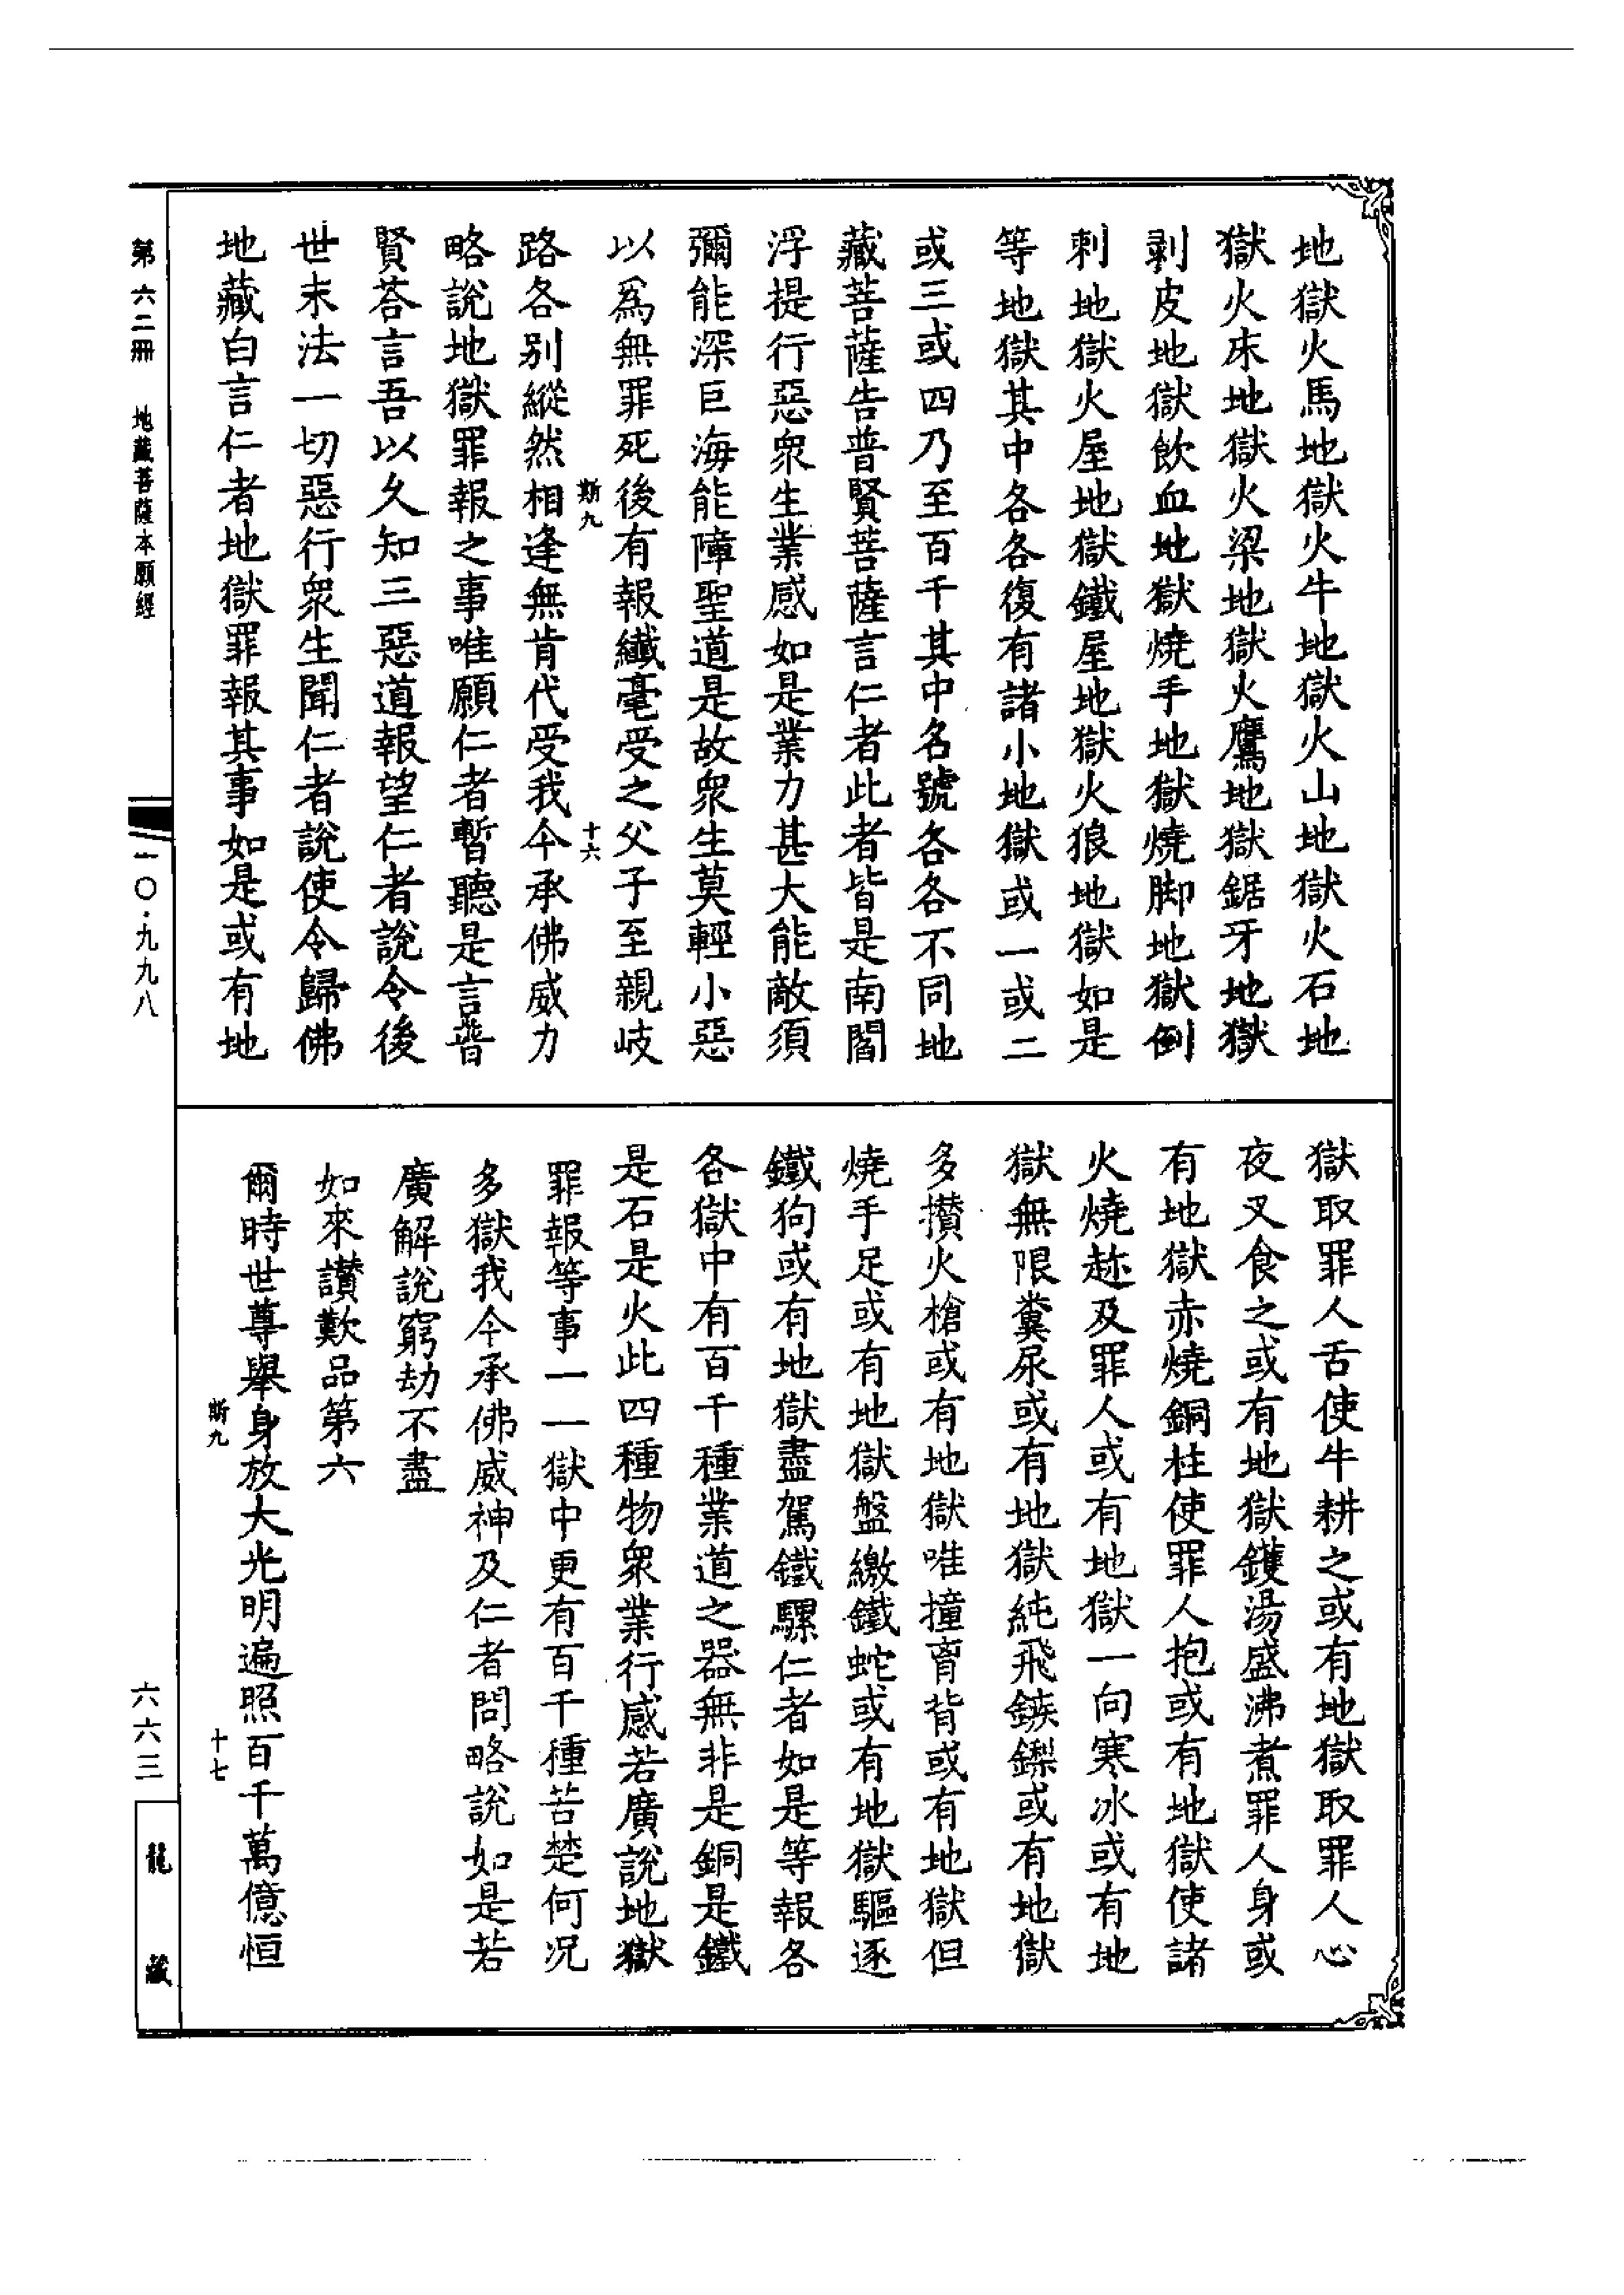 地獄火馬地獄火牛地獄火山地獄火石地
獄火床地獄火梁地獄火鷹地獄鋸牙地獄
剥皮地獄飲血地獄燒手地獄燒脚地獄倒
刺地獄火屋地獄鐵屋地獄火狼地獄如是
等地獄其中各各復有諸小地獄或一或二
或三或四乃至百千其中名號各各不同地
藏菩薩告普賢菩薩言仁者此者皆是南閻
浮提行惡衆生業感如是業力甚大能敵須
彌能深巨海能障聖道是故衆生莫輕小惡
以爲無罪死後有報纖毫受之父子至親岐
斯九 十六
路各別縱然相逢無肯代受我今承佛威力
略說地獄罪報之事唯願仁者暫聽是言普
賢荅言吾以久知三惡道報望仁者說令後
世末法一切惡行衆生聞仁者說使令歸佛
地藏白言仁者地獄罪報其事如是或有地
第六二冊 地藏菩薩本願經
一〇·九九八
獄取罪人舌使牛耕之或有地獄取罪人心
夜叉食之或有地獄鑊湯盛沸煮罪人身或
有地獄赤燒銅柱使罪人抱或有地獄使諸
火燒趂及罪人或有地獄一向寒冰或有地
獄無限糞尿或有地獄純飛鏃鑗或有地獄
多攢火槍或有地獄唯撞胷背或有地獄但
燒手足或有地獄盤繳鐵蛇或有地獄驅逐
鐵狗或有地獄盡駕鐵騾仁者如是等報各
各獄中有百千種業道之器無非是銅是鐵
是石是火此四種物衆業行感若廣說地獄
罪報等事一一獄中更有百千種苦楚何况
多獄我今承佛威神及仁者問略說如是若
廣解說窮劫不盡
如來讃歎品第六
爾時世尊舉身放大光明遍照百千萬億恒
斯九 十七
六六三
龍藏